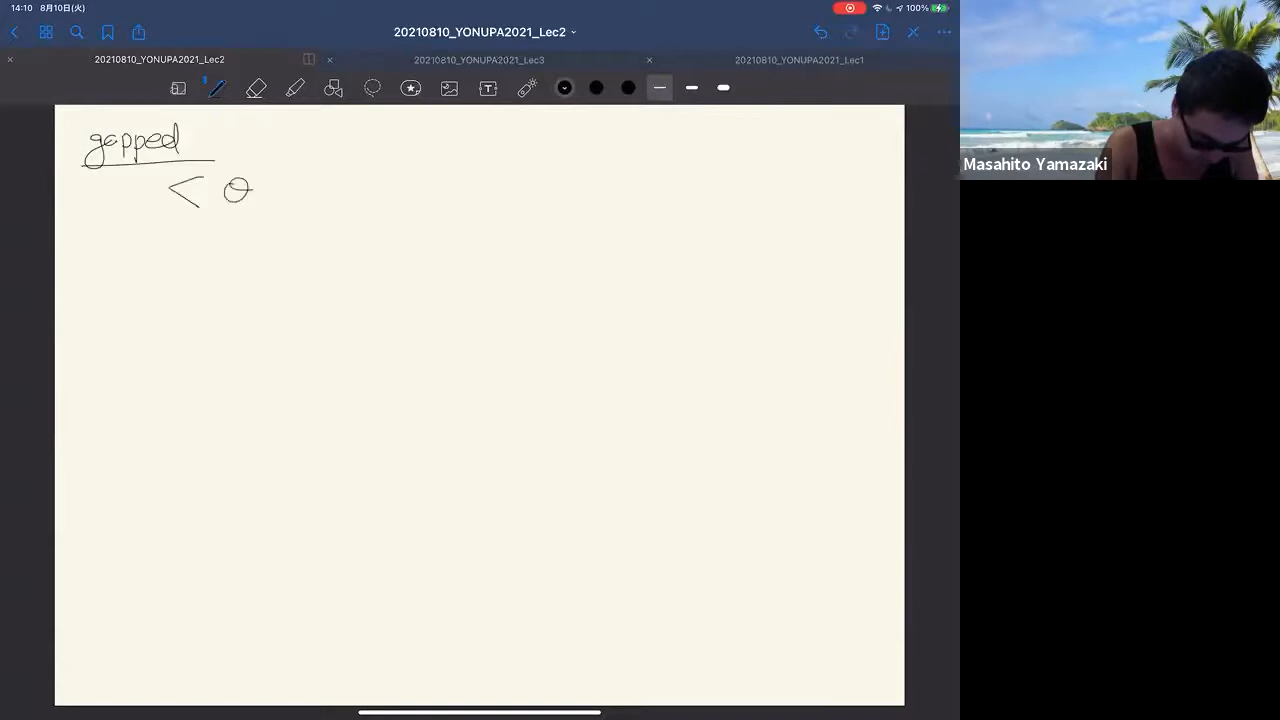 14:10 8月10日(火) 100%
20210810_YONUPA2021_Lec2
20210810_YONUPA2021_Lec2 20210810_YONUPA2021_Lec3 20210810_YONUPA2021_Lec1
gapped
< Θ
Masahito Yamazaki